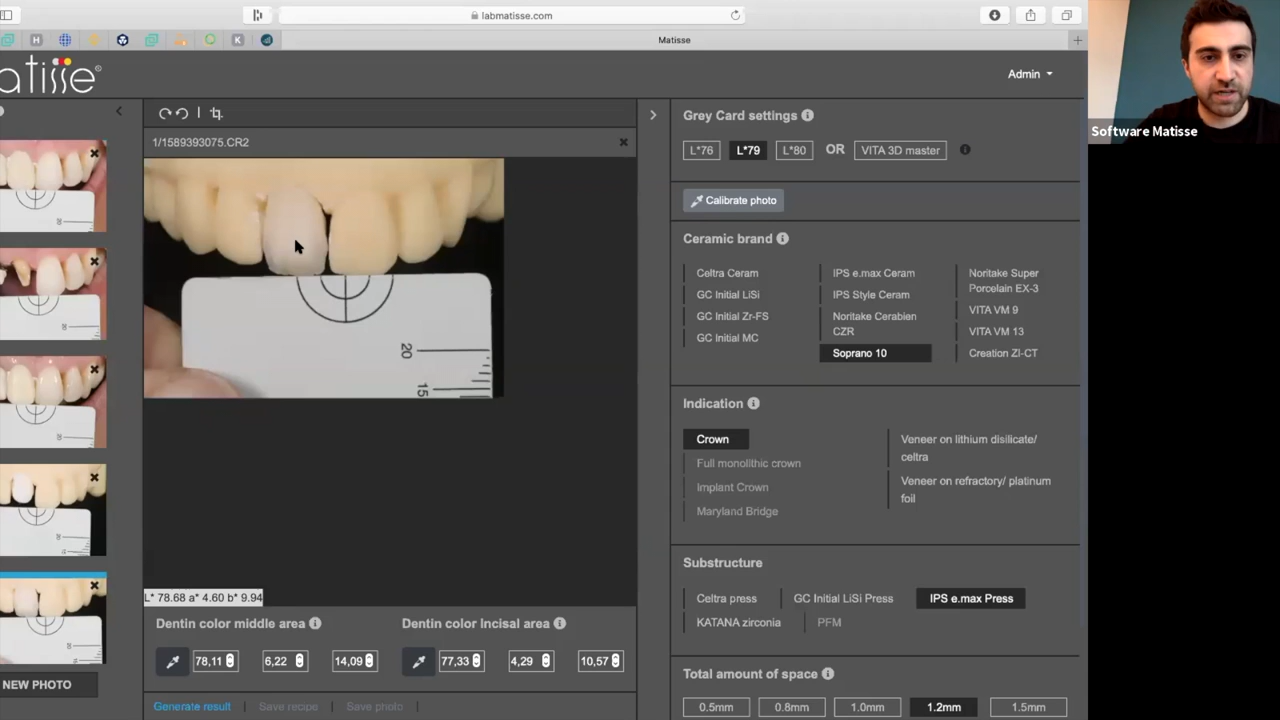 labmatisse.com
H
K
Matisse
atisse®
Admin
1/1589393075.CR2
20
15
L* 78.68 a* 4.60 b* 9.94
Dentin color middle area
78,11 6,22 14,09
Dentin color Incisal area
77,33 4,29 10,57
Generate result Save recipe Save photo
NEW PHOTO
Grey Card settings
L*76 L*79 L*80 OR VITA 3D master
Calibrate photo
Ceramic brand
Celtra Ceram
GC Initial LiSi
GC Initial Zr-FS
GC Initial MC
IPS e.max Ceram
IPS Style Ceram
Noritake Cerabien
CZR
Soprano 10
Noritake Super
Porcelain EX-3
VITA VM 9
VITA VM 13
Creation ZI-CT
Indication
Crown
Full monolithic crown
Implant Crown
Maryland Bridge
Veneer on lithium disilicate/
celtra
Veneer on refractory/ platinum
foil
Substructure
Celtra press GC Initial LiSi Press IPS e.max Press
KATANA zirconia PFM
Total amount of space
0.5mm 0.8mm 1.0mm 1.2mm 1.5mm
Software Matisse